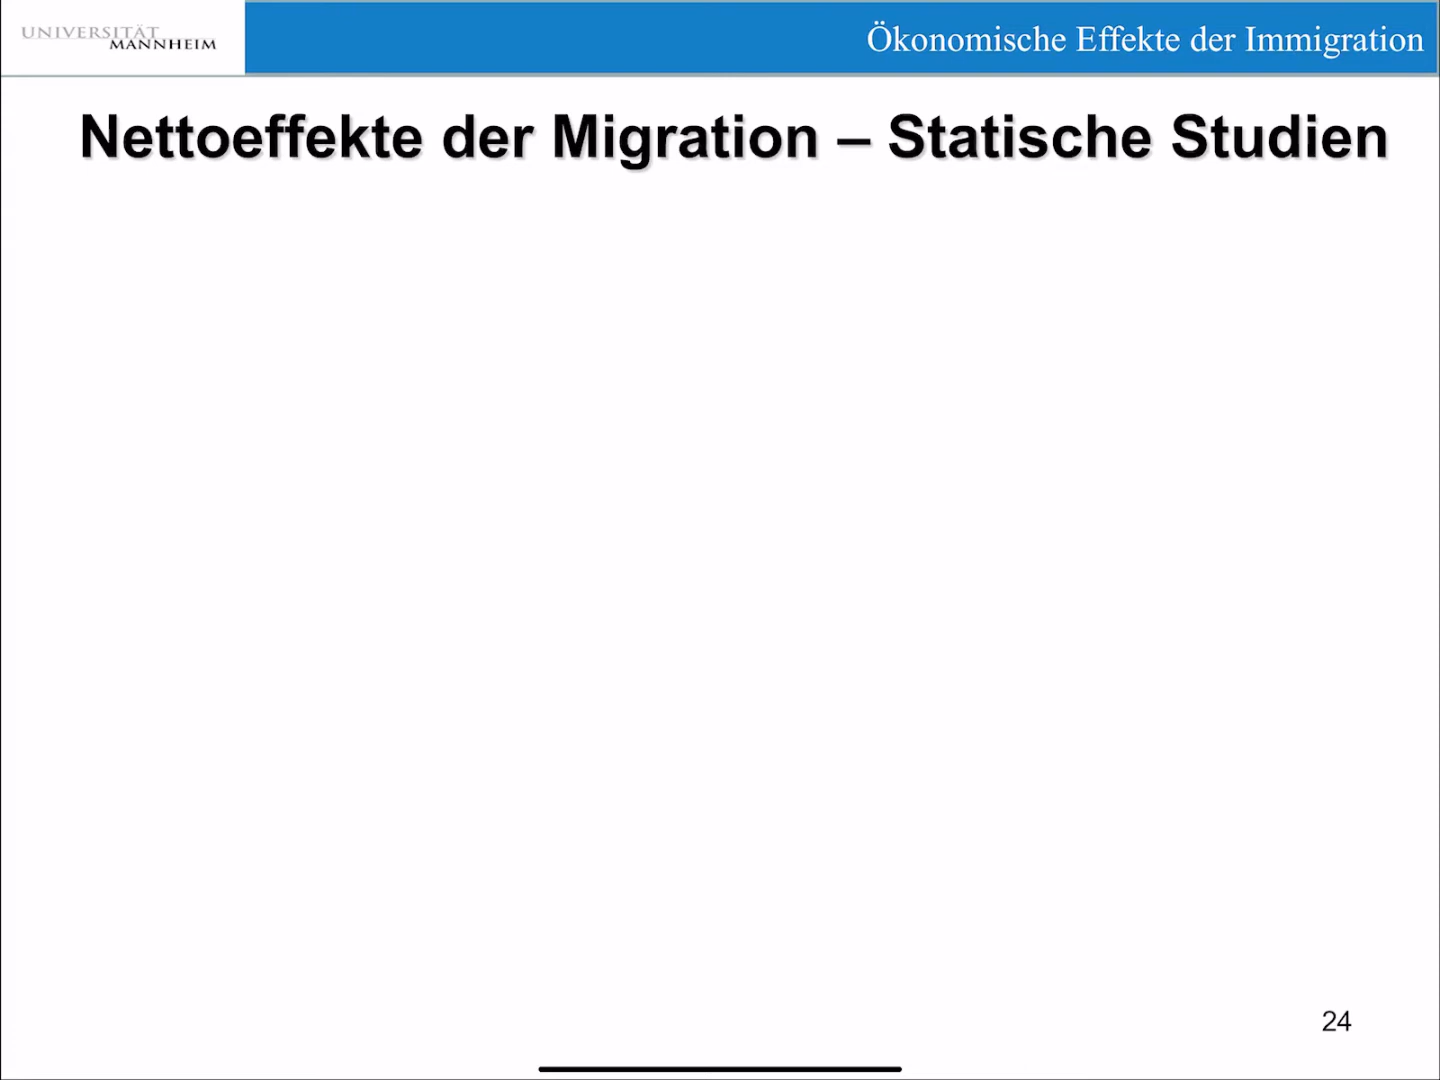 UNIVERSITÄT
MANNHEIM
Ökonomische Effekte der Immigration
Nettoeffekte der Migration – Statische Studien
24